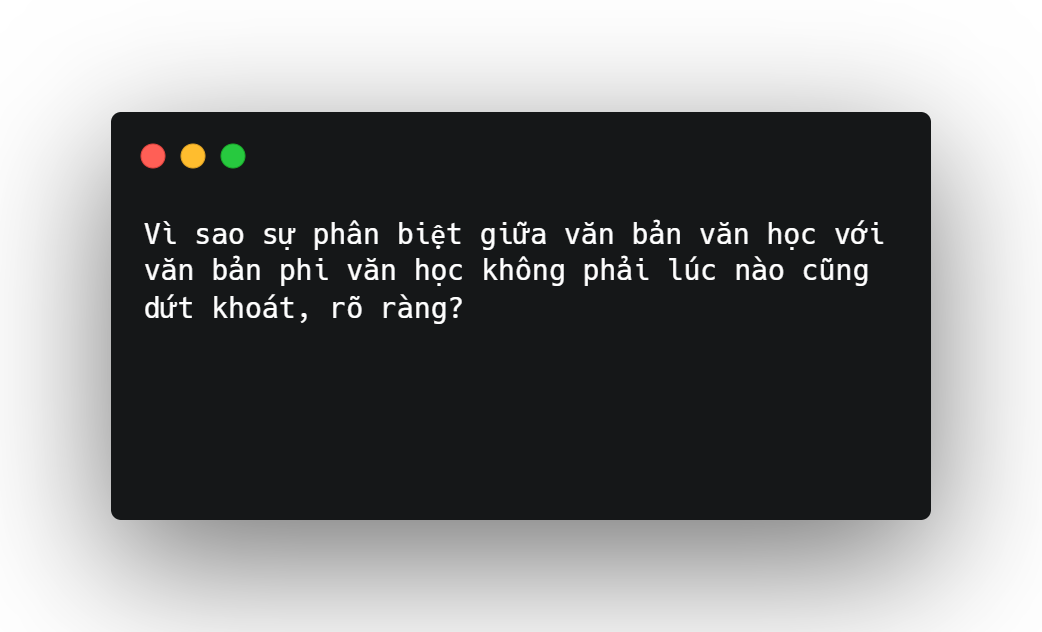 Vì sao sự phân biệt giữa văn bản văn học với
văn bản phi văn học không phải lúc nào cũng
dứt khoát, rõ ràng?